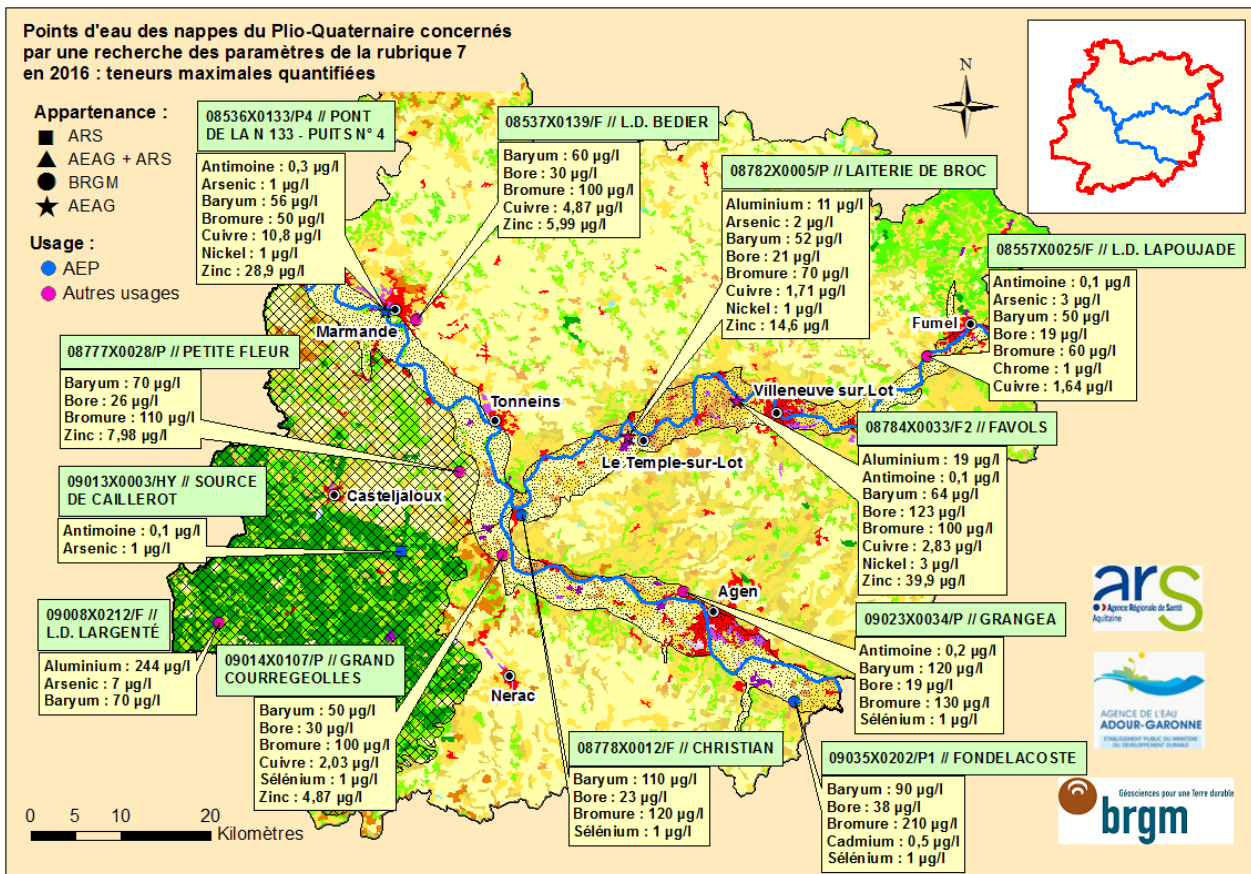 Points d'eau des nappes du Plio-Quaternaire concernés
par une recherche des paramètres de la rubrique 7
en 2016 : teneurs maximales quantifiées
Appartenance :
ARS
AEAG + ARS
BRGM
AEAG
Usage :
AEP
Autres usages
N
08536X0133/P4 // PONT
DE LA N 133 - PUITS N° 4
Antimoine : 0,3 µg/l
Arsenic : 1 µg/l
Baryum : 56 µg/l
Bromure : 50 µg/l
Cuivre : 10,8 µg/l
Nickel : 1 µg/l
Zinc : 28,9 µg/l
08537X0139/F // L.D. BEDIER
Baryum : 60 µg/l
Bore : 30 µg/l
Bromure : 100 µg/l
Cuivre : 4,87 µg/l
Zinc : 5,99 µg/l
08782X0005/P // LAITERIE DE BROC
Aluminium : 11 µg/l
Arsenic : 2 µg/l
Baryum : 52 µg/l
Bore : 21 µg/l
Bromure : 70 µg/l
Cuivre : 1,71 µg/l
Nickel : 1 µg/l
Zinc : 14,6 µg/l
08557X0025/F // L.D. LAPOUJADE
Antimoine : 0,1 µg/l
Arsenic : 3 µg/l
Baryum : 50 µg/l
Bore : 19 µg/l
Bromure : 60 µg/l
Chrome : 1 µg/l
Cuivre : 1,64 µg/l
08777X0028/P // PETITE FLEUR
Baryum : 70 µg/l
Bore : 26 µg/l
Bromure : 110 µg/l
Zinc : 7,98 µg/l
09013X0003/HY // SOURCE
DE CAILLEROT
Antimoine : 0,1 µg/l
Arsenic : 1 µg/l
09008X0212/F //
L.D. LARGENTÉ
Aluminium : 244 µg/l
Arsenic : 7 µg/l
Baryum : 70 µg/l
09014X0107/P // GRAND
COURREGEOLLES
Baryum : 50 µg/l
Bore : 30 µg/l
Bromure : 100 µg/l
Cuivre : 2,03 µg/l
Sélénium : 1 µg/l
Zinc : 4,87 µg/l
08778X0012/F // CHRISTIAN
Baryum : 110 µg/l
Bore : 23 µg/l
Bromure : 120 µg/l
Sélénium : 1 µg/l
08784X0033/F2 // FAVOLS
Aluminium : 19 µg/l
Antimoine : 0,1 µg/l
Baryum : 64 µg/l
Bore : 123 µg/l
Bromure : 100 µg/l
Cuivre : 2,83 µg/l
Nickel : 3 µg/l
Zinc : 39,9 µg/l
09023X0034/P // GRANGEA
Antimoine : 0,2 µg/l
Baryum : 120 µg/l
Bore : 19 µg/l
Bromure : 130 µg/l
Sélénium : 1 µg/l
09035X0202/P1 // FONDELACOSTE
Baryum : 90 µg/l
Bore : 38 µg/l
Bromure : 210 µg/l
Cadmium : 0,5 µg/l
Sélénium : 1 µg/l
Marmande
Tonneins
Fumel
Villeneuve sur Lot
Le Temple-sur-Lot
Casteljaloux
Agen
Nerac
0 10 20
Kilomètres
ars
Agence Régionale de Santé
Aquitaine
AGENCE DE L'EAU
ADOUR-GARONNE
ETABLISSEMENT PUBLIC DU MINISTERE
DU DEVELOPPEMENT DURABLE
Géosciences pour une Terre durable
brgm